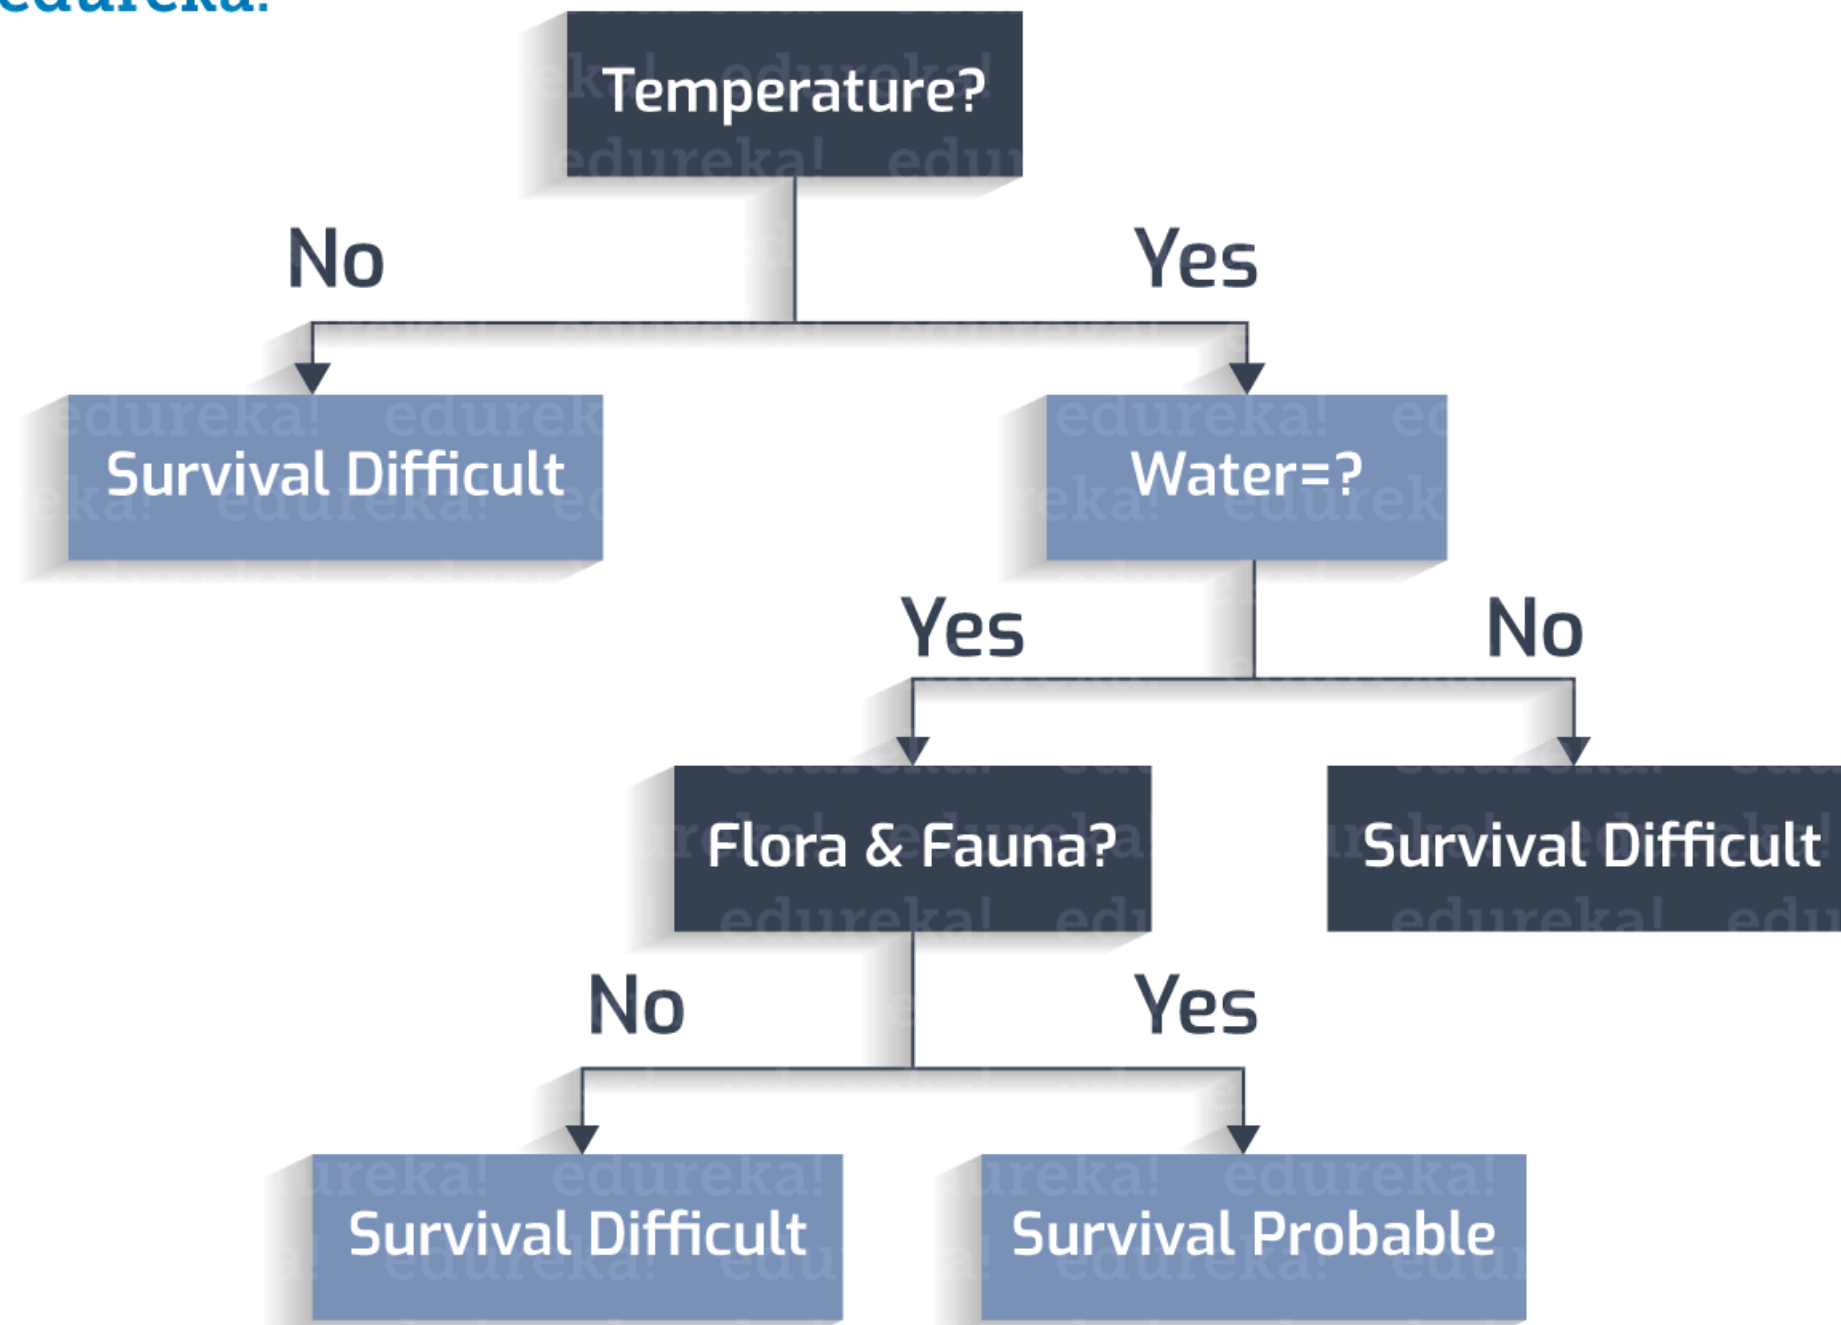 edureka!
Temperature?
No
Yes
Survival Difficult
Water=?
Yes
No
Flora & Fauna?
Survival Difficult
No
Yes
Survival Difficult
Survival Probable